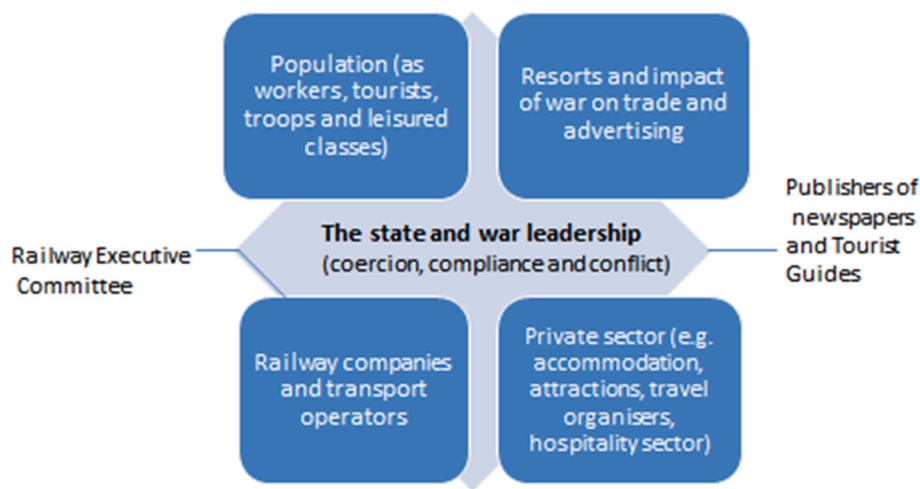 Population (as
workers, tourists,
troops and leisured
classes)
Resorts and impact
of war on trade and
advertising
The state and war leadership
(coercion, compliance and conflict)
Railway Executive
Committee
Publishers of
newspapers
and Tourist
Guides
Railway companies
and transport
operators
Private sector (e.g.
accommodation,
attractions, travel
organisers,
hospitality sector)